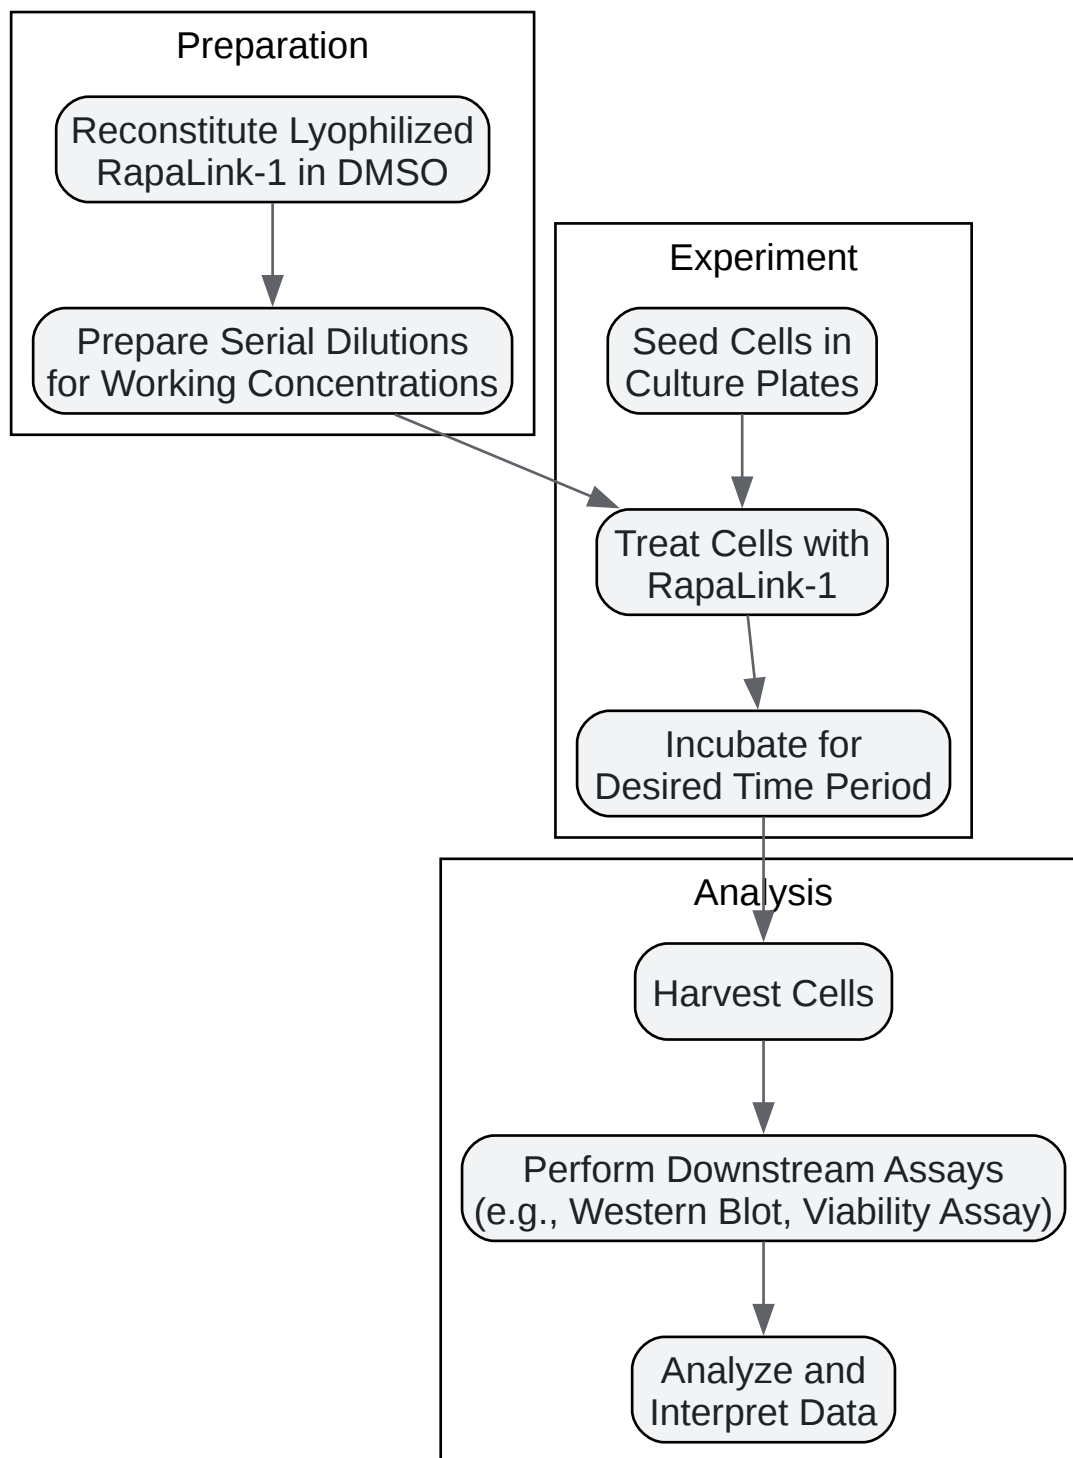 Preparation
Reconstitute Lyophilized
RapaLink-1 in DMSO
Prepare Serial Dilutions
for Working Concentrations
Experiment
Seed Cells in
Culture Plates
Treat Cells with
RapaLink-1
Incubate for
Desired Time Period
Analysis
Harvest Cells
Perform Downstream Assays
(e.g., Western Blot, Viability Assay)
Analyze and
Interpret Data